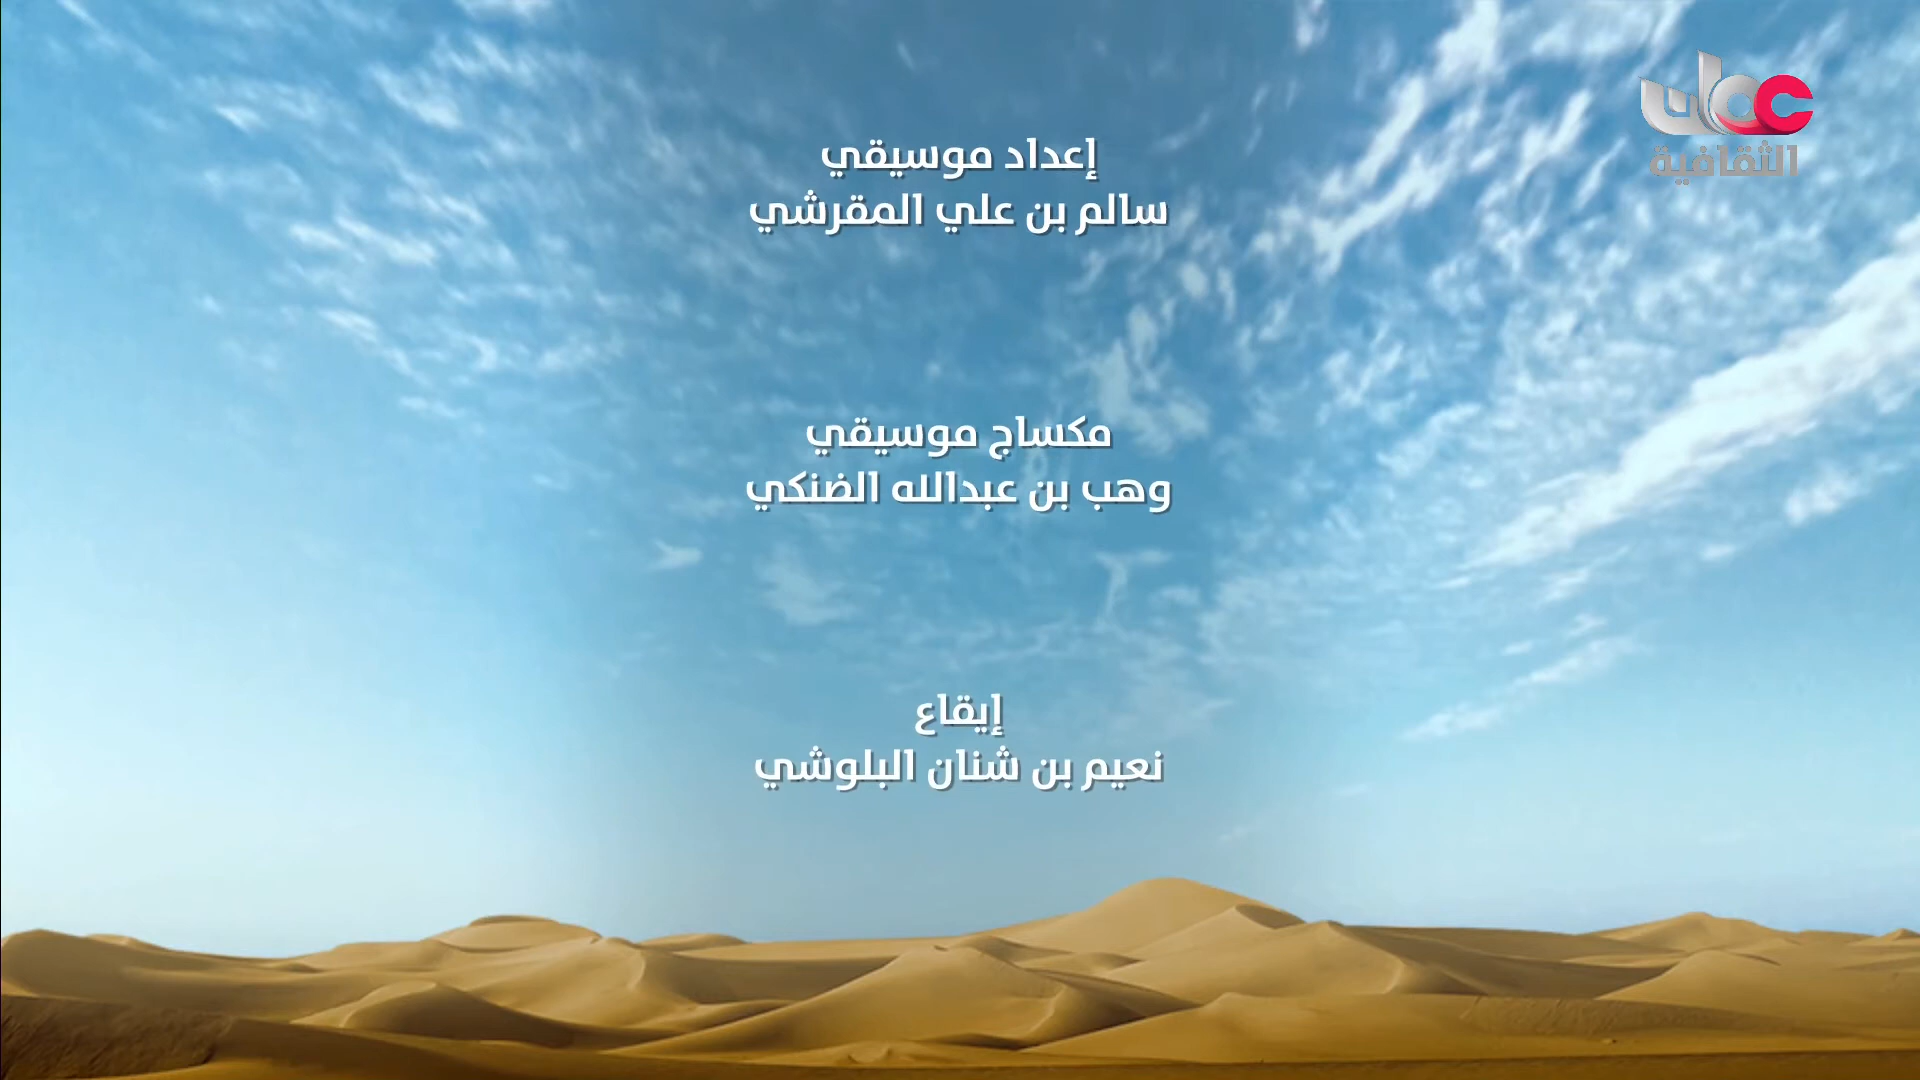 عمان
الثقافية
إعداد موسيقي
سالم بن علي المقرشي
مكساج موسيقي
وهب بن عبدالله الضنكي
إيقاع
نعيم بن شنان البلوشي